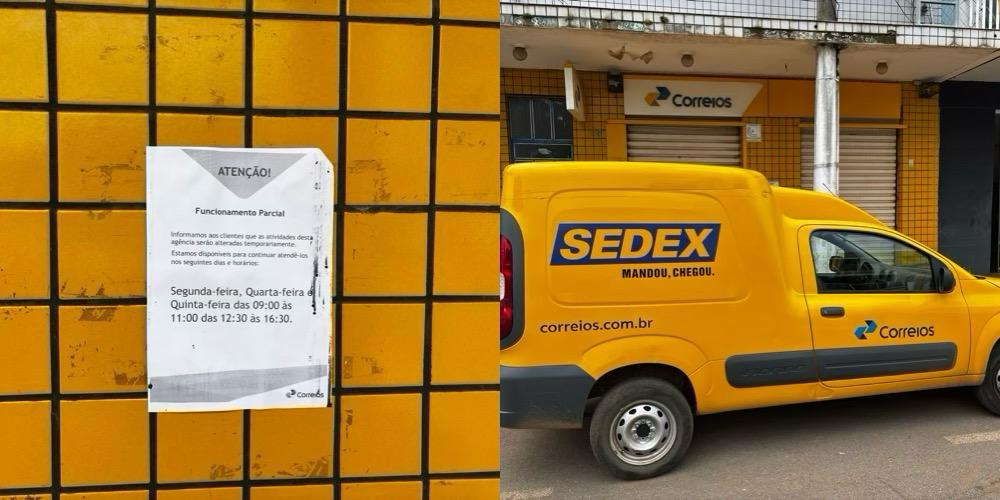 ATENÇÃO!
Funcionamento Parcial
Informamos aos clientes que as atividades desta
agência serão alteradas temporariamente.
Estamos disponíveis para continuar atendê-los
nos seguintes dias e horários:
Segunda-feira, Quarta-feira e
Quinta-feira das 09:00 às
11:00 das 12:30 às 16:30.
Correios
Correios
SEDEX
MANDOU, CHEGOU.
correios.com.br
Correios